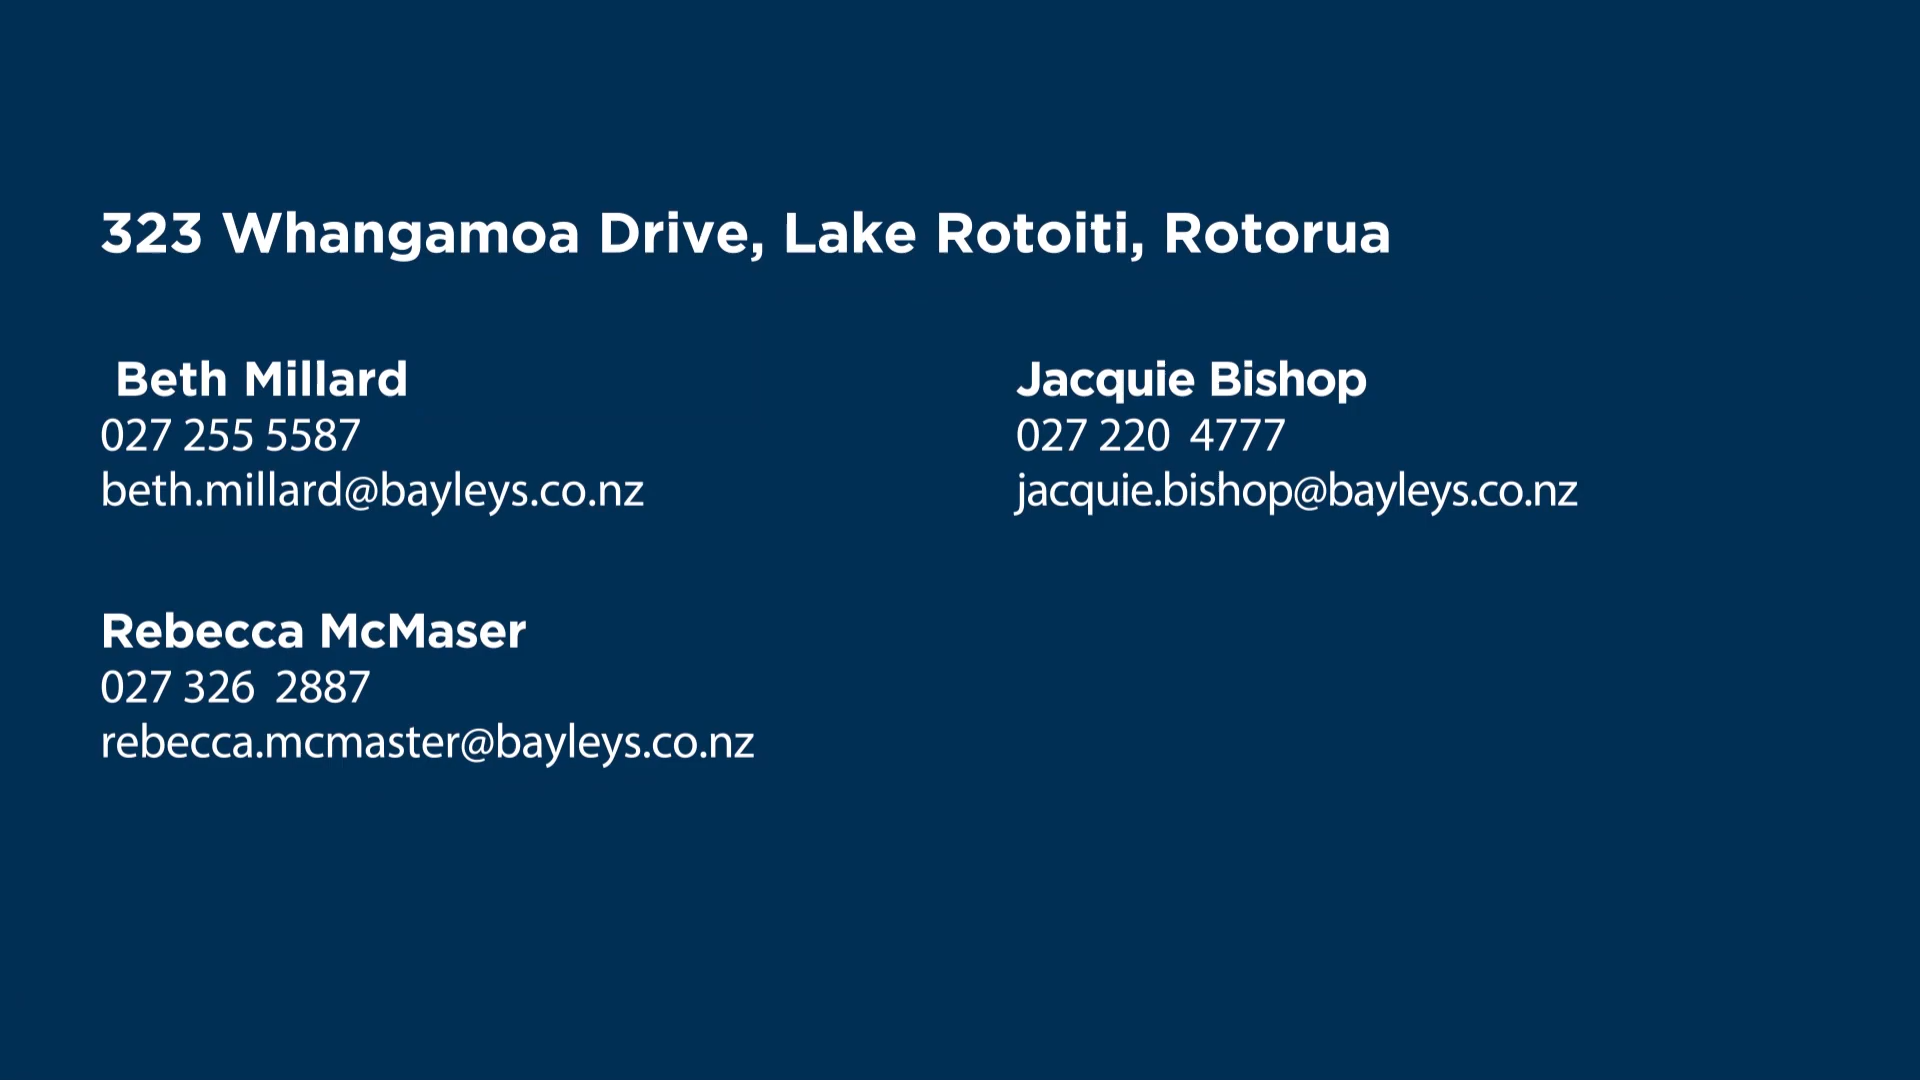 323 Whangamoa Drive, Lake Rotoiti, Rotorua
Beth Millard
027 255 5587
beth.millard@bayleys.co.nz
Jacquie Bishop
027 220  4777
jacquie.bishop@bayleys.co.nz
Rebecca McMaser
027 326  2887
rebecca.mcmaster@bayleys.co.nz